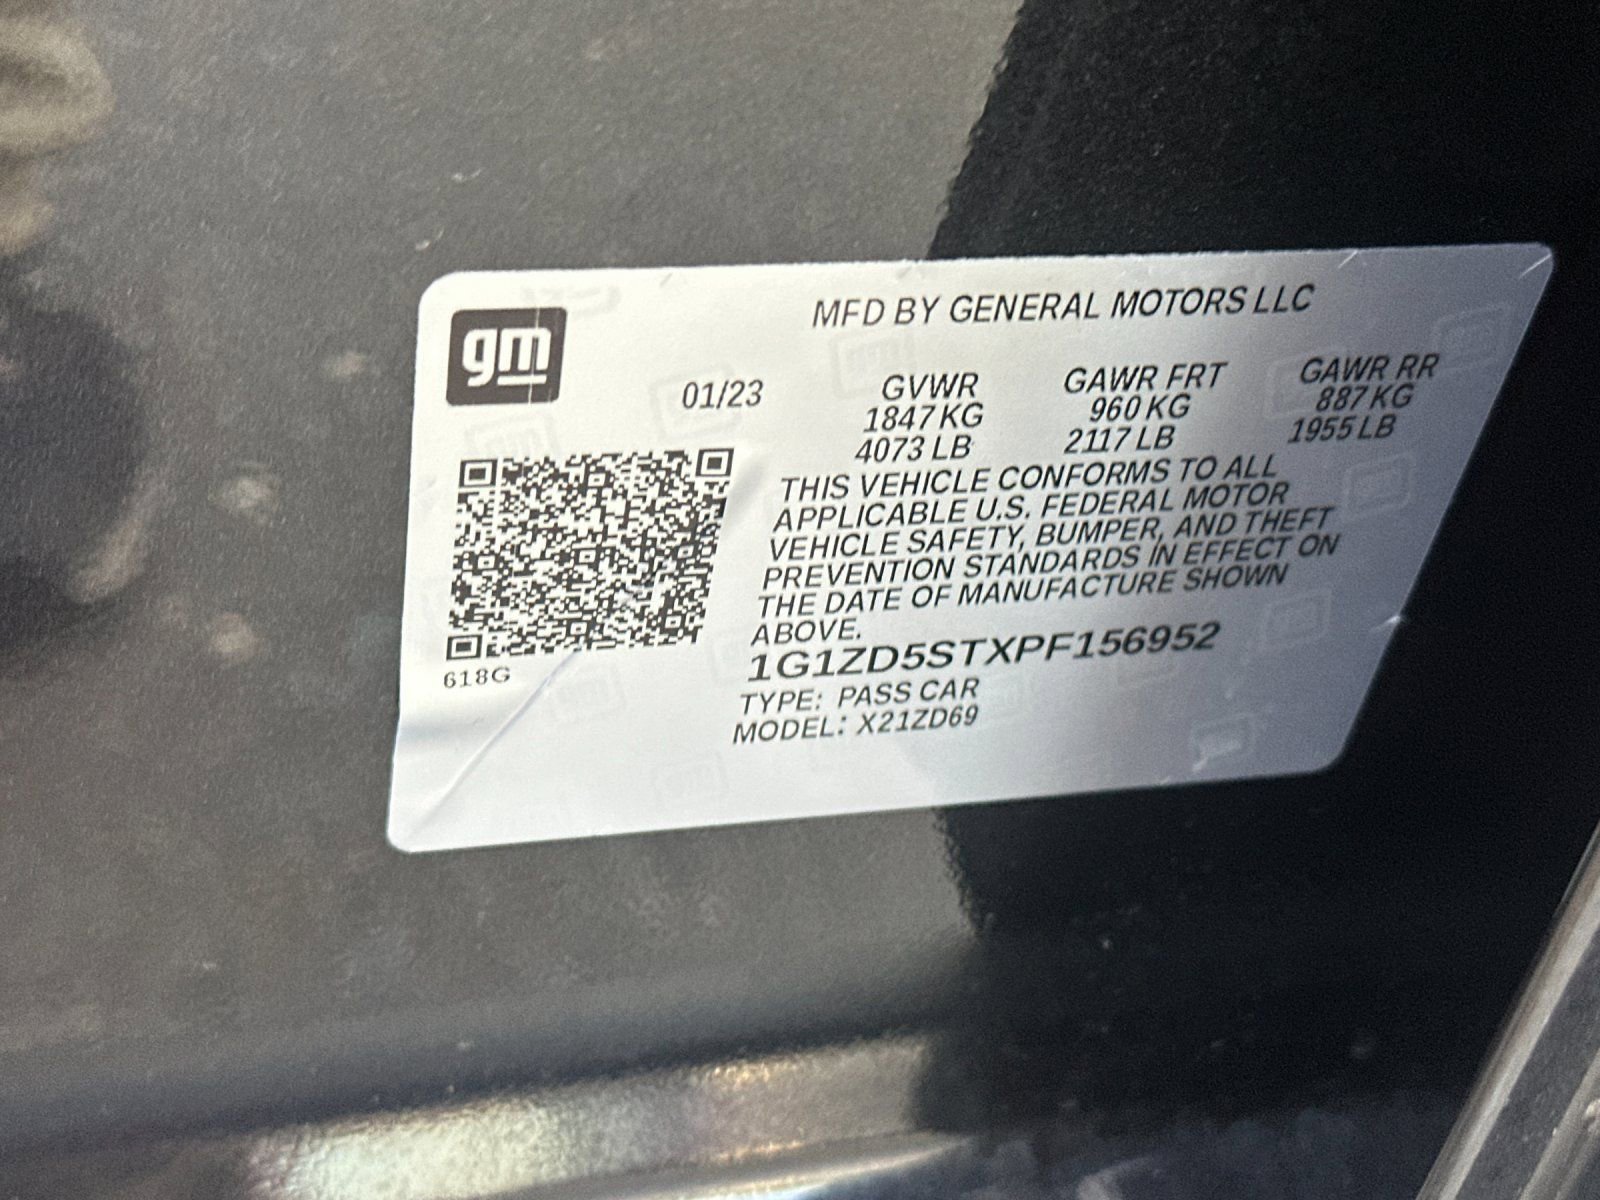 gm
MFD BY GENERAL MOTORS LLC
01/23 GVWR GAWR FRT GAWR RR
1847 KG 960 KG 887 KG
4073 LB 2117 LB 1955 LB
THIS VEHICLE CONFORMS TO ALL
APPLICABLE U.S. FEDERAL MOTOR
VEHICLE SAFETY, BUMPER, AND THEFT
PREVENTION STANDARDS IN EFFECT ON
THE DATE OF MANUFACTURE SHOWN
ABOVE.
1G1ZD5STXPF156952
618G
TYPE: PASS CAR
MODEL: X21ZD69